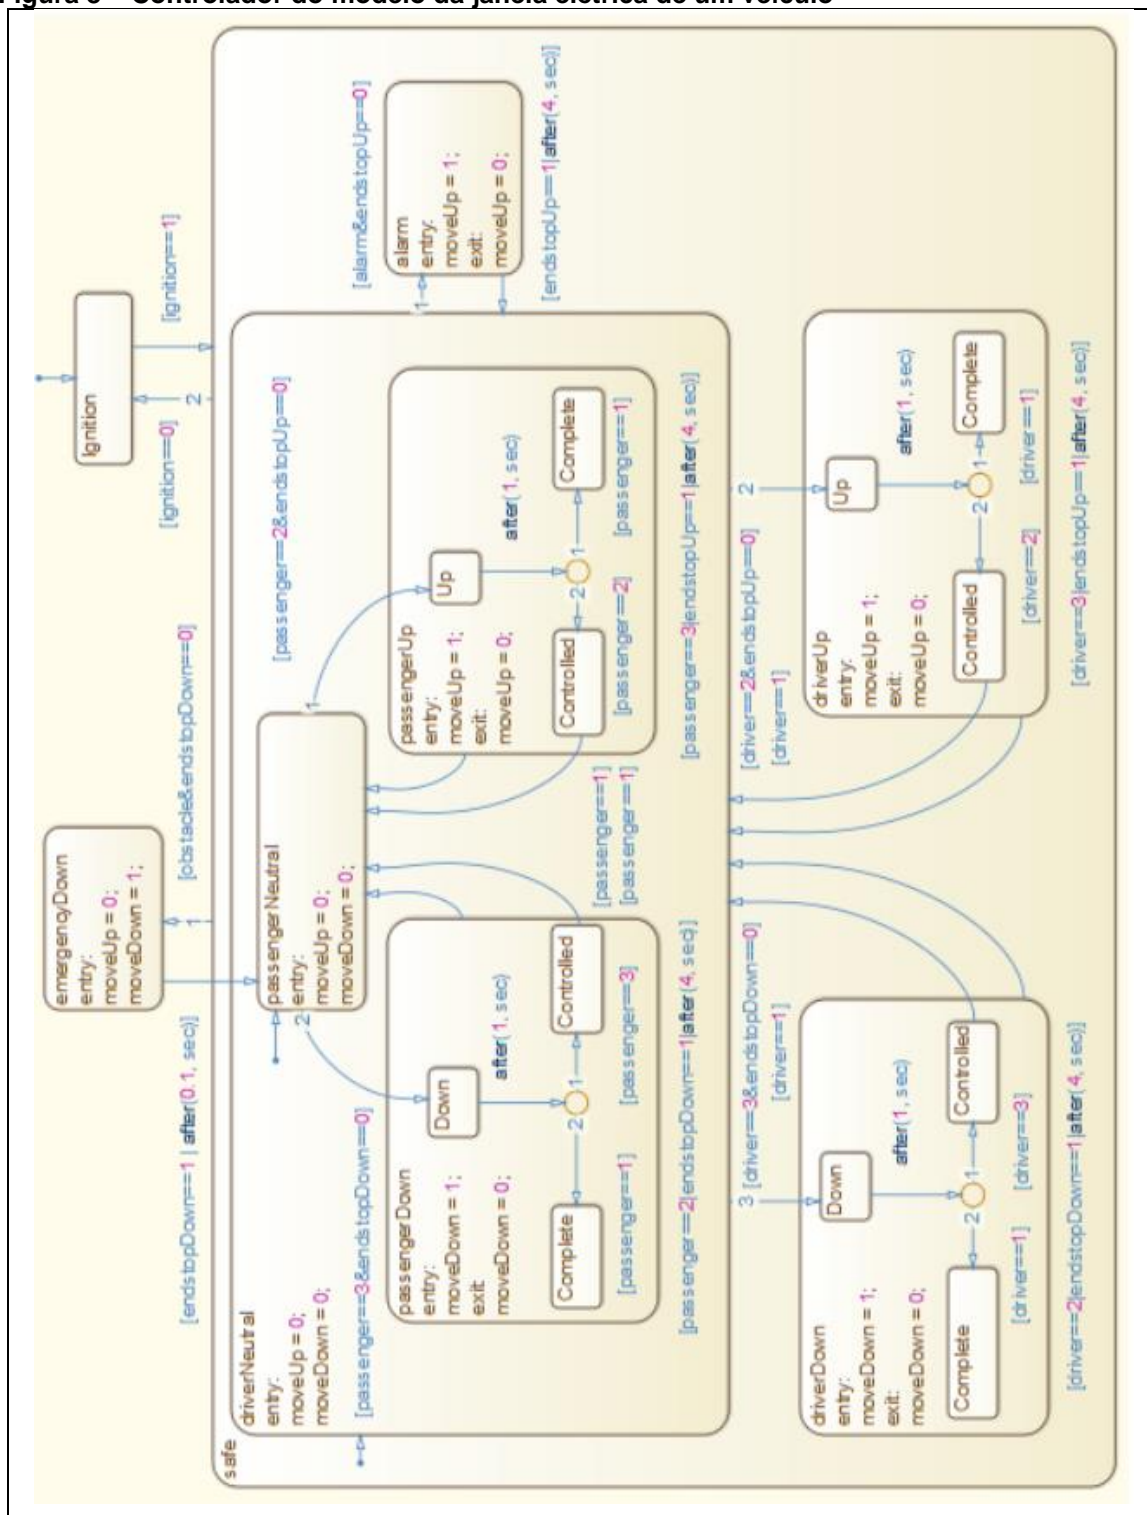 Figura 8 – Controlador do modelo da janela elétrica de um veículo
Ignition
[ignition==0]
2
[ignition==1]
emergencyDown
entry:
moveUp = 0;
moveDown = 1;
[endstopDown==1 | after(0.1, sec)]
1
[obstacle&endstopDown==0]
safe
driverNeutral
entry:
moveUp = 0;
moveDown = 0;
passengerNeutral
entry:
moveUp = 0;
moveDown = 0;
[passenger==3&endstopDown==0]
2
1
[passenger==2&endstopUp==0]
passengerDown
entry:
moveDown = 1;
exit:
moveDown = 0;
Down
after(1, sec)
Complete
2
1
Controlled
[passenger==1]
[passenger==3]
[passenger==2|endstopDown==1|after(4, sec)]
[passenger==1]
[passenger==1]
passengerUp
entry:
moveUp = 1;
exit:
moveUp = 0;
Up
after(1, sec)
Controlled
2
1
Complete
[passenger==2]
[passenger==1]
[passenger==3|endstopUp==1|after(4, sec)]
1
[alarm&endstopUp==0]
alarm
entry:
moveUp = 1;
exit:
moveUp = 0;
[endstopUp==1|after(4, sec)]
3
[driver==3&endstopDown==0]
[driver==1]
2
[driver==2&endstopUp==0]
[driver==1]
driverDown
entry:
moveDown = 1;
exit:
moveDown = 0;
Down
after(1, sec)
Complete
2
1
Controlled
[driver==1]
[driver==3]
[driver==2|endstopDown==1|after(4, sec)]
driverUp
entry:
moveUp = 1;
exit:
moveUp = 0;
Up
after(1, sec)
Controlled
2
1
Complete
[driver==2]
[driver==1]
[driver==3|endstopUp==1|after(4, sec)]